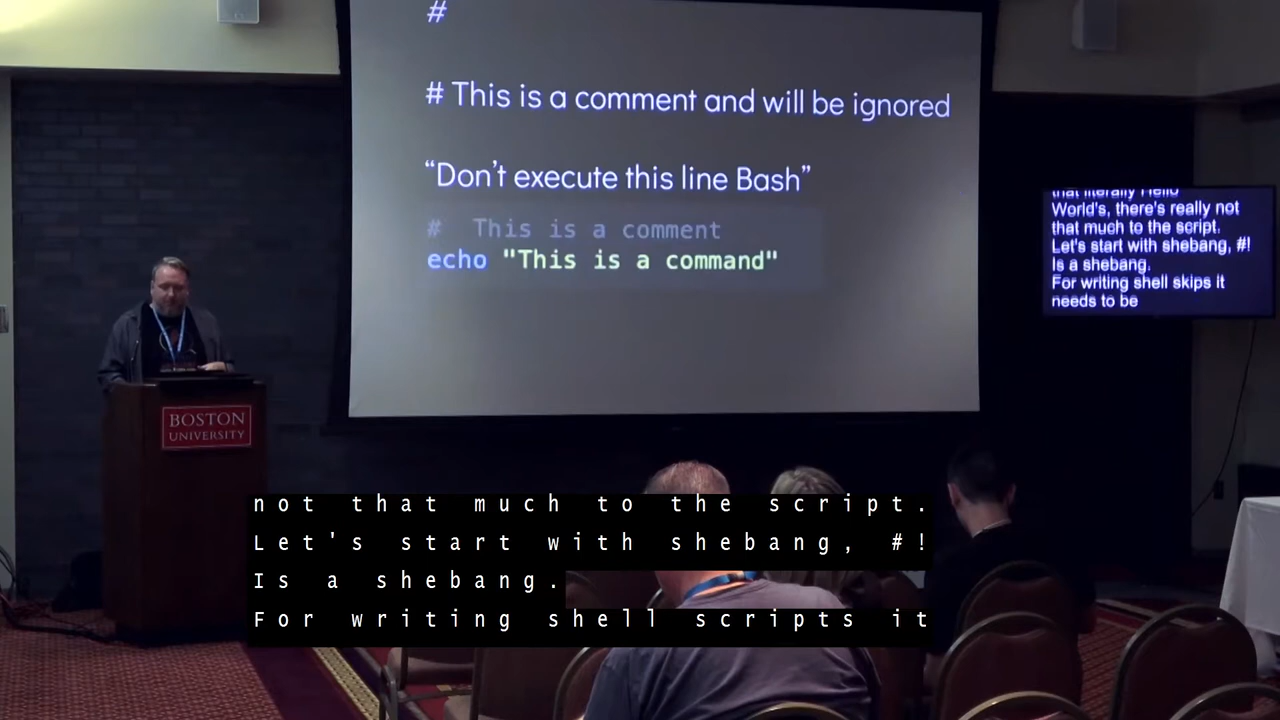 #
# This is a comment and will be ignored
“Don’t execute this line Bash”
#  This is a comment
echo "This is a command"
that literally Hello
World's, there's really not
that much to the script.
Let's start with shebang, #!
Is a shebang.
For writing shell skips it
needs to be
BOSTON
UNIVERSITY
not that much to the script.
Let's start with shebang, #!
Is a shebang.
For writing shell scripts it